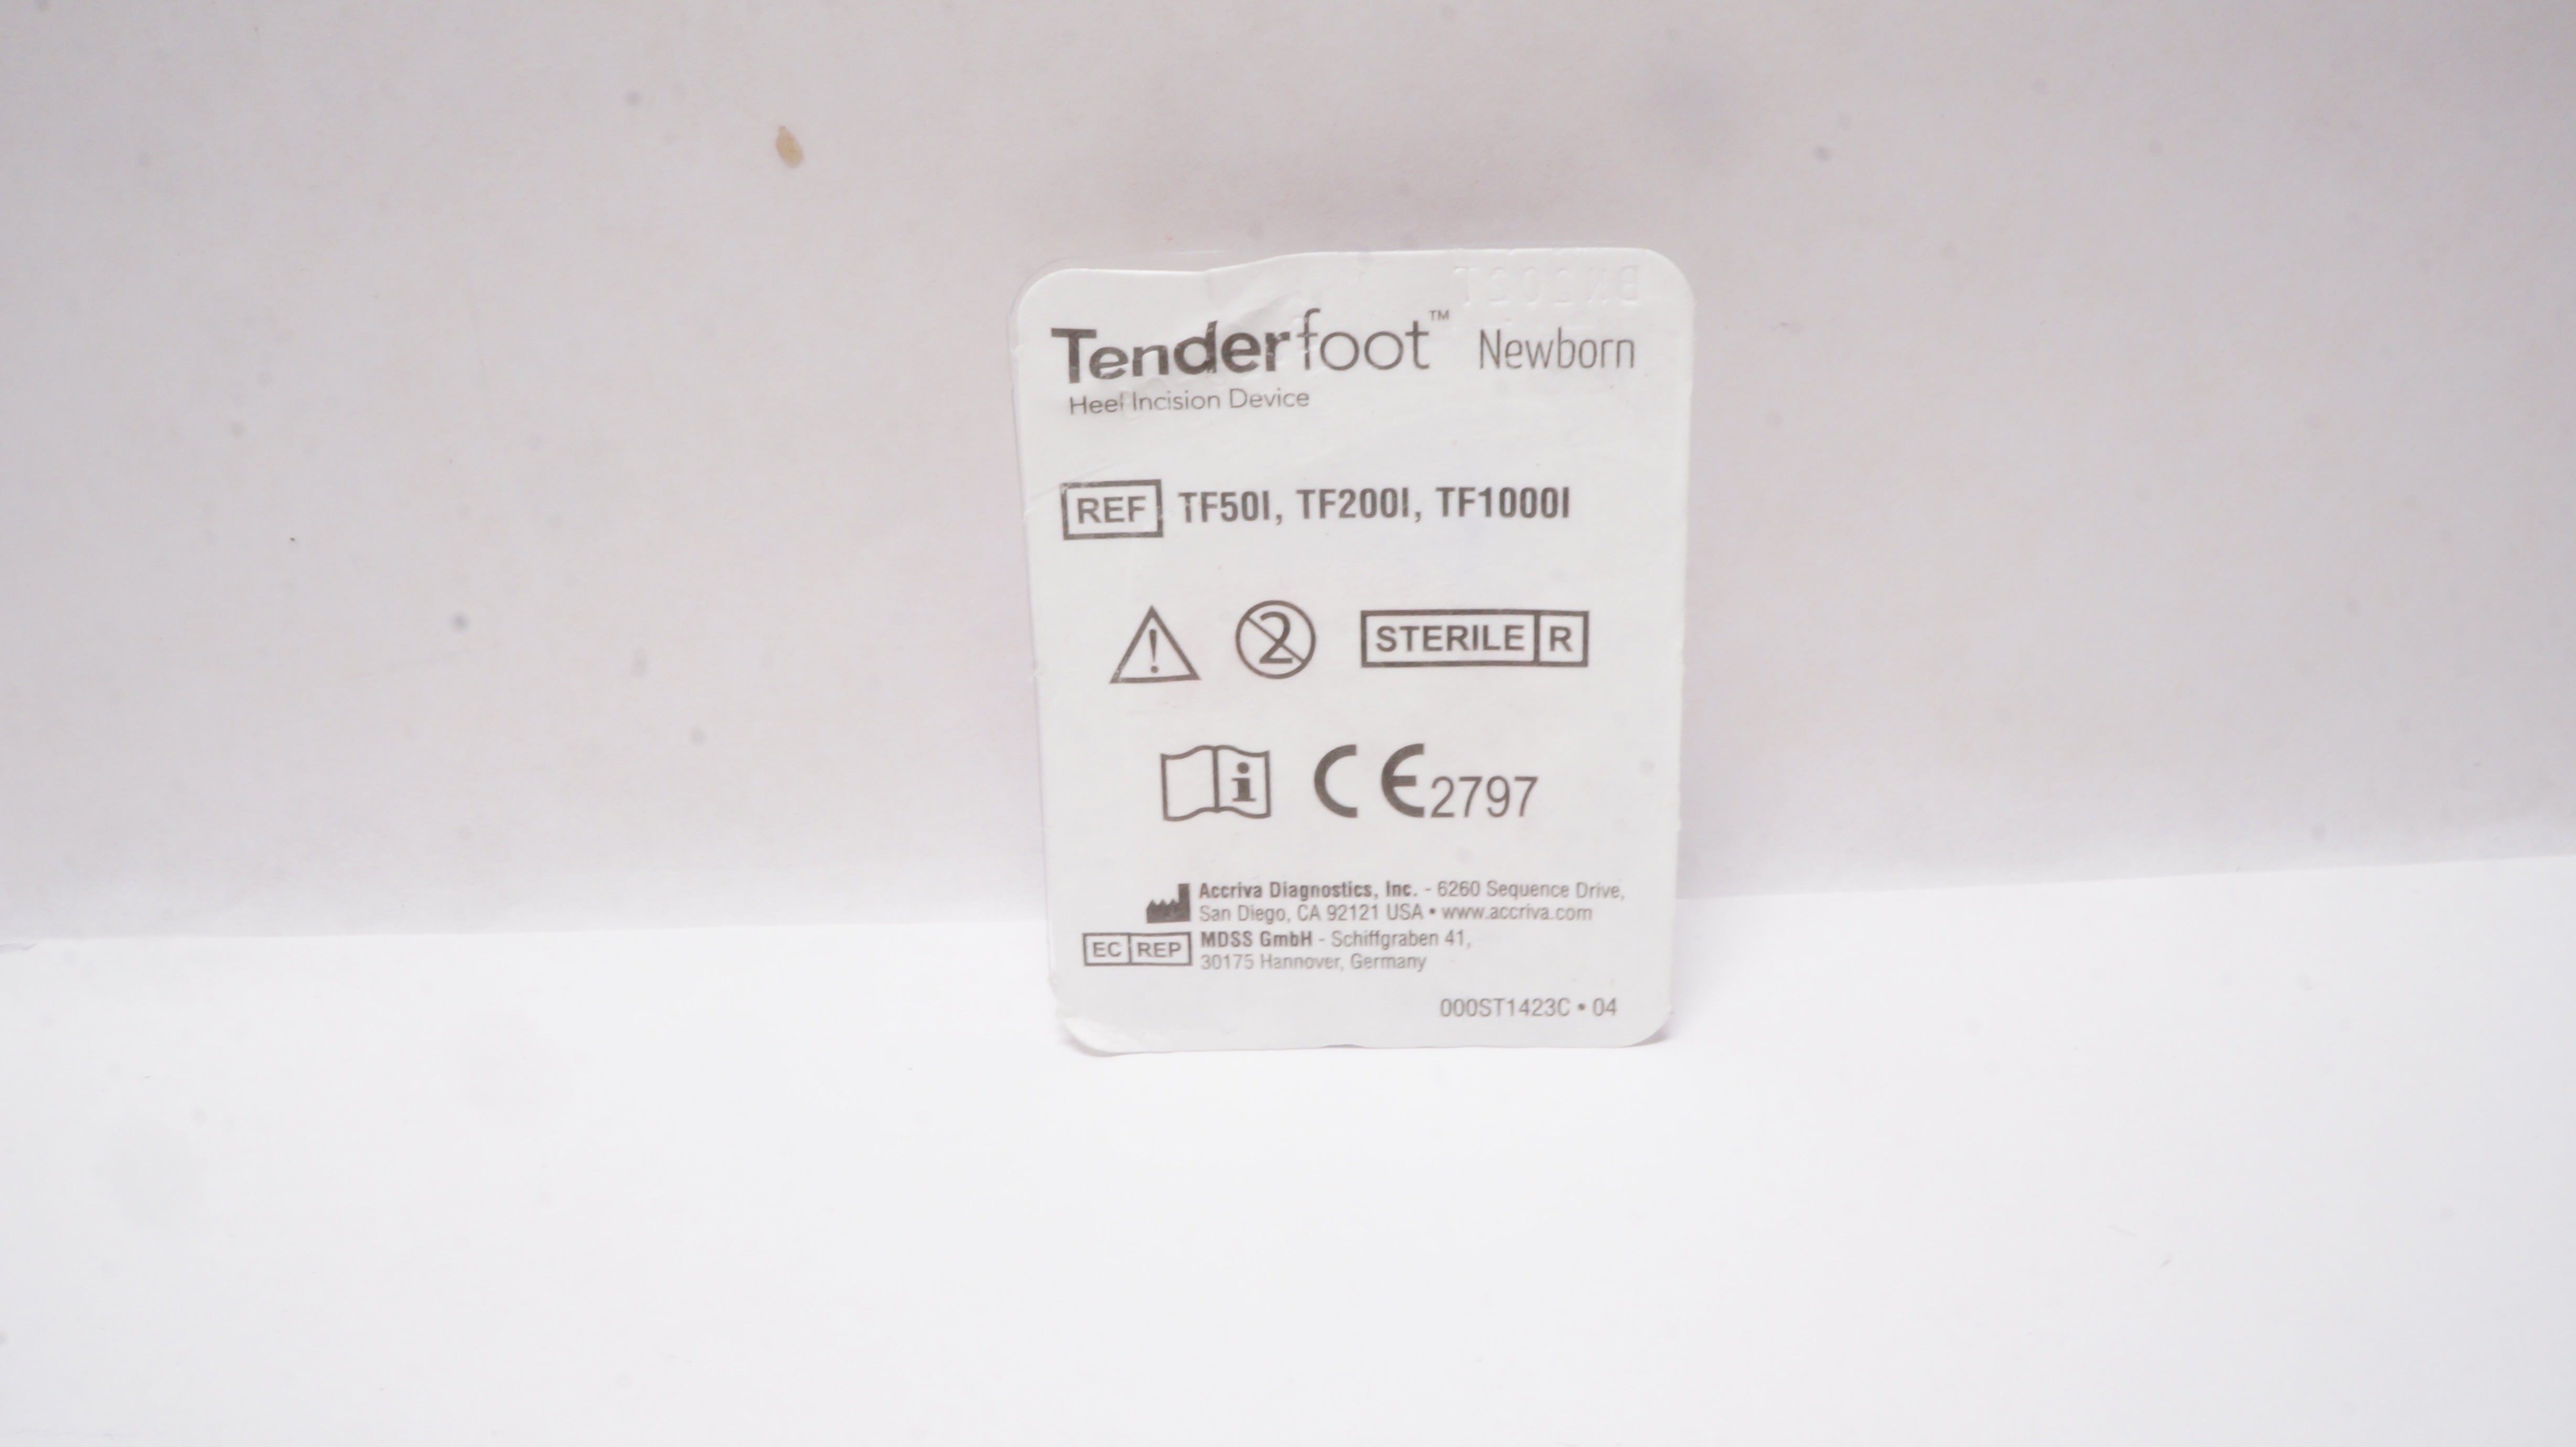 Tenderfoot™ Newborn
Heel Incision Device
REF TF50I, TF200I, TF1000I
! 2 STERILE R
i CE 2797
Accriva Diagnostics, Inc. - 6260 Sequence Drive,
San Diego, CA 92121 USA • www.accriva.com
EC REP MDSS GmbH - Schiffgraben 41,
30175 Hannover, Germany
000ST1423C • 04